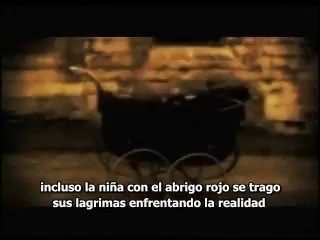 incluso la niña con el abrigo rojo se trago
sus lagrimas enfrentando la realidad